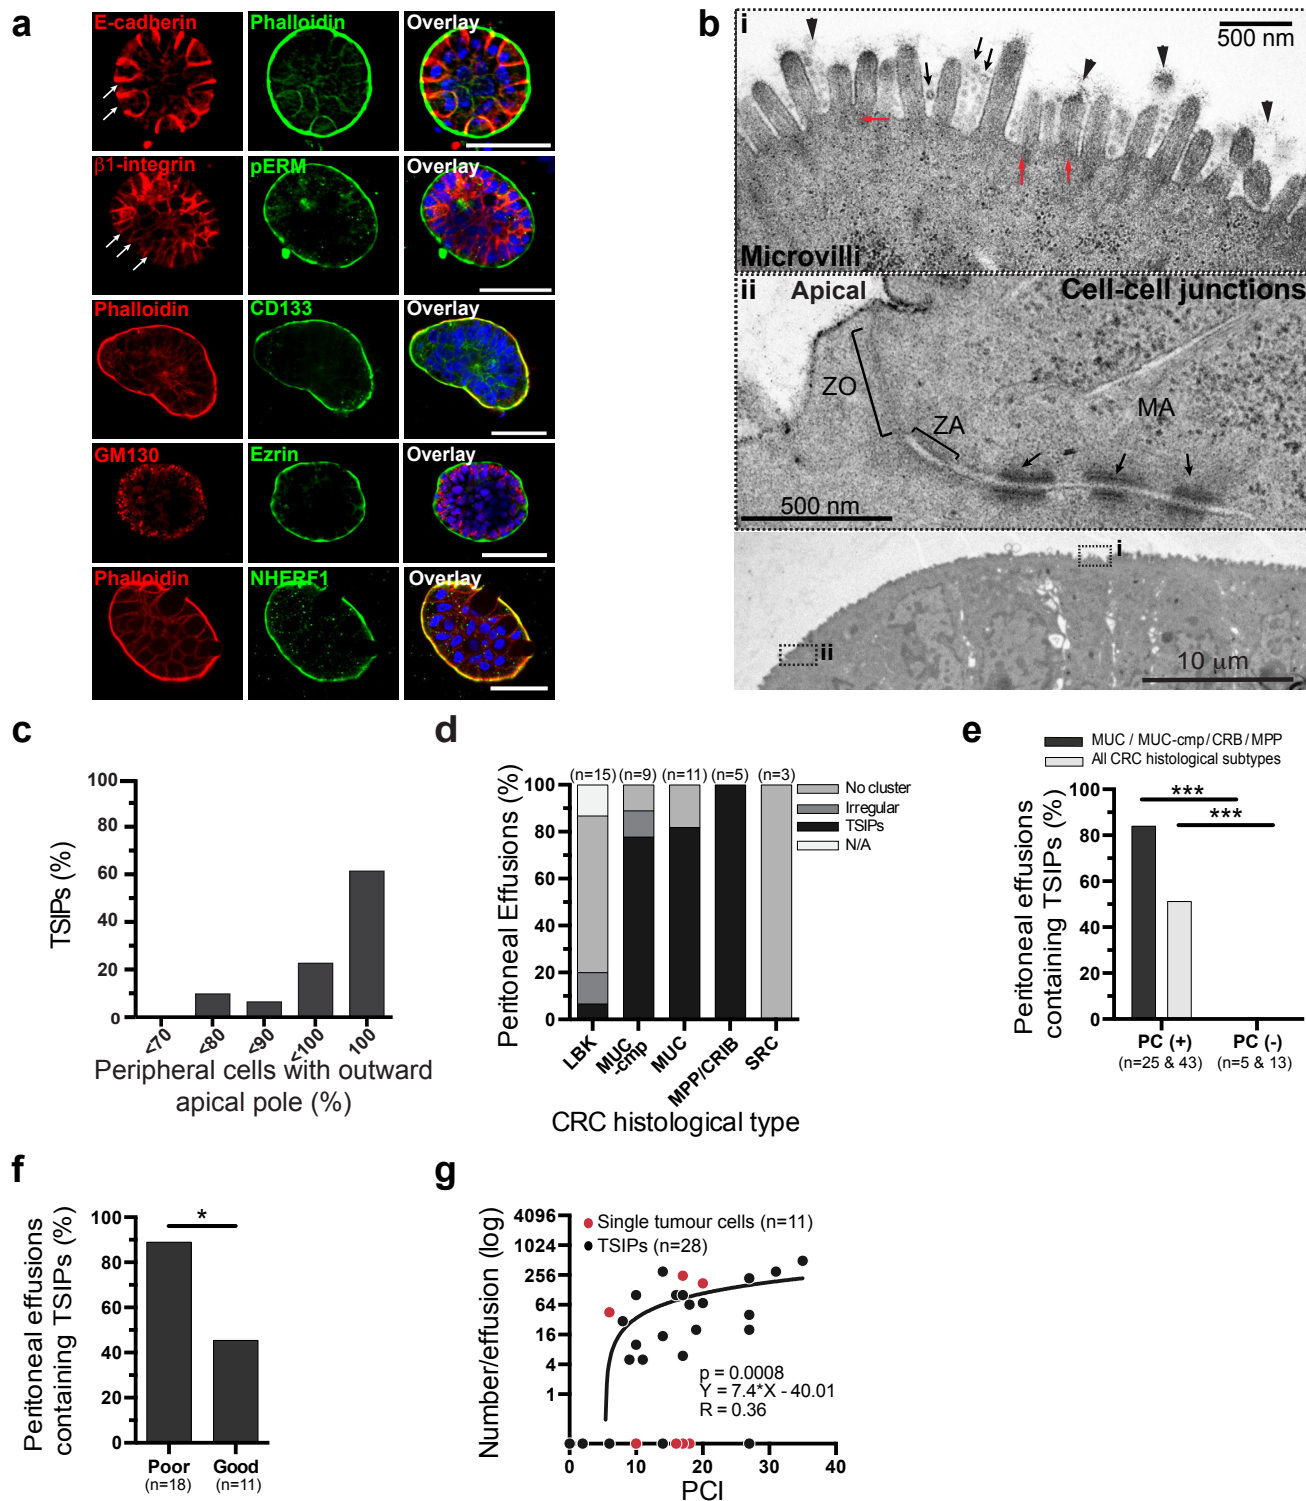 a
E-cadherin Phalloidin Overlay
β1-integrin pERM Overlay
Phalloidin CD133 Overlay
GM130 Ezrin Overlay
Phalloidin NHERF1 Overlay
b
i
500 nm
Microvilli
ii Apical Cell-cell junctions
ZO
ZA
MA
500 nm
i
ii
10 μm
c
TSIPs (%)
100
80
60
40
20
0
<70 <80 <90 <100 100
Peripheral cells with outward
apical pole (%)
d
Peritoneal Effusions (%)
(n=15) (n=9) (n=11) (n=5) (n=3)
100
80
60
40
20
0
No cluster
Irregular
TSIPs
N/A
LBK MUC-cmp MUC MPP/CRIB SRC
CRC histological type
e
MUC / MUC-cmp/CRB/MPP
All CRC histological subtypes
Peritoneal effusions
containing TSIPs (%)
***
***
100
80
60
40
20
0
PC (+) PC (-)
(n=25 & 43) (n=5 & 13)
f
Peritoneal effusions
containing TSIPs (%)
*
100
80
60
40
20
0
Poor Good
(n=18) (n=11)
g
Number/effusion (log)
Single tumour cells (n=11)
TSIPs (n=28)
4096
1024
256
64
16
4
1
p = 0.0008
Y = 7.4*X - 40.01
R = 0.36
0 10 20 30 40
PCI